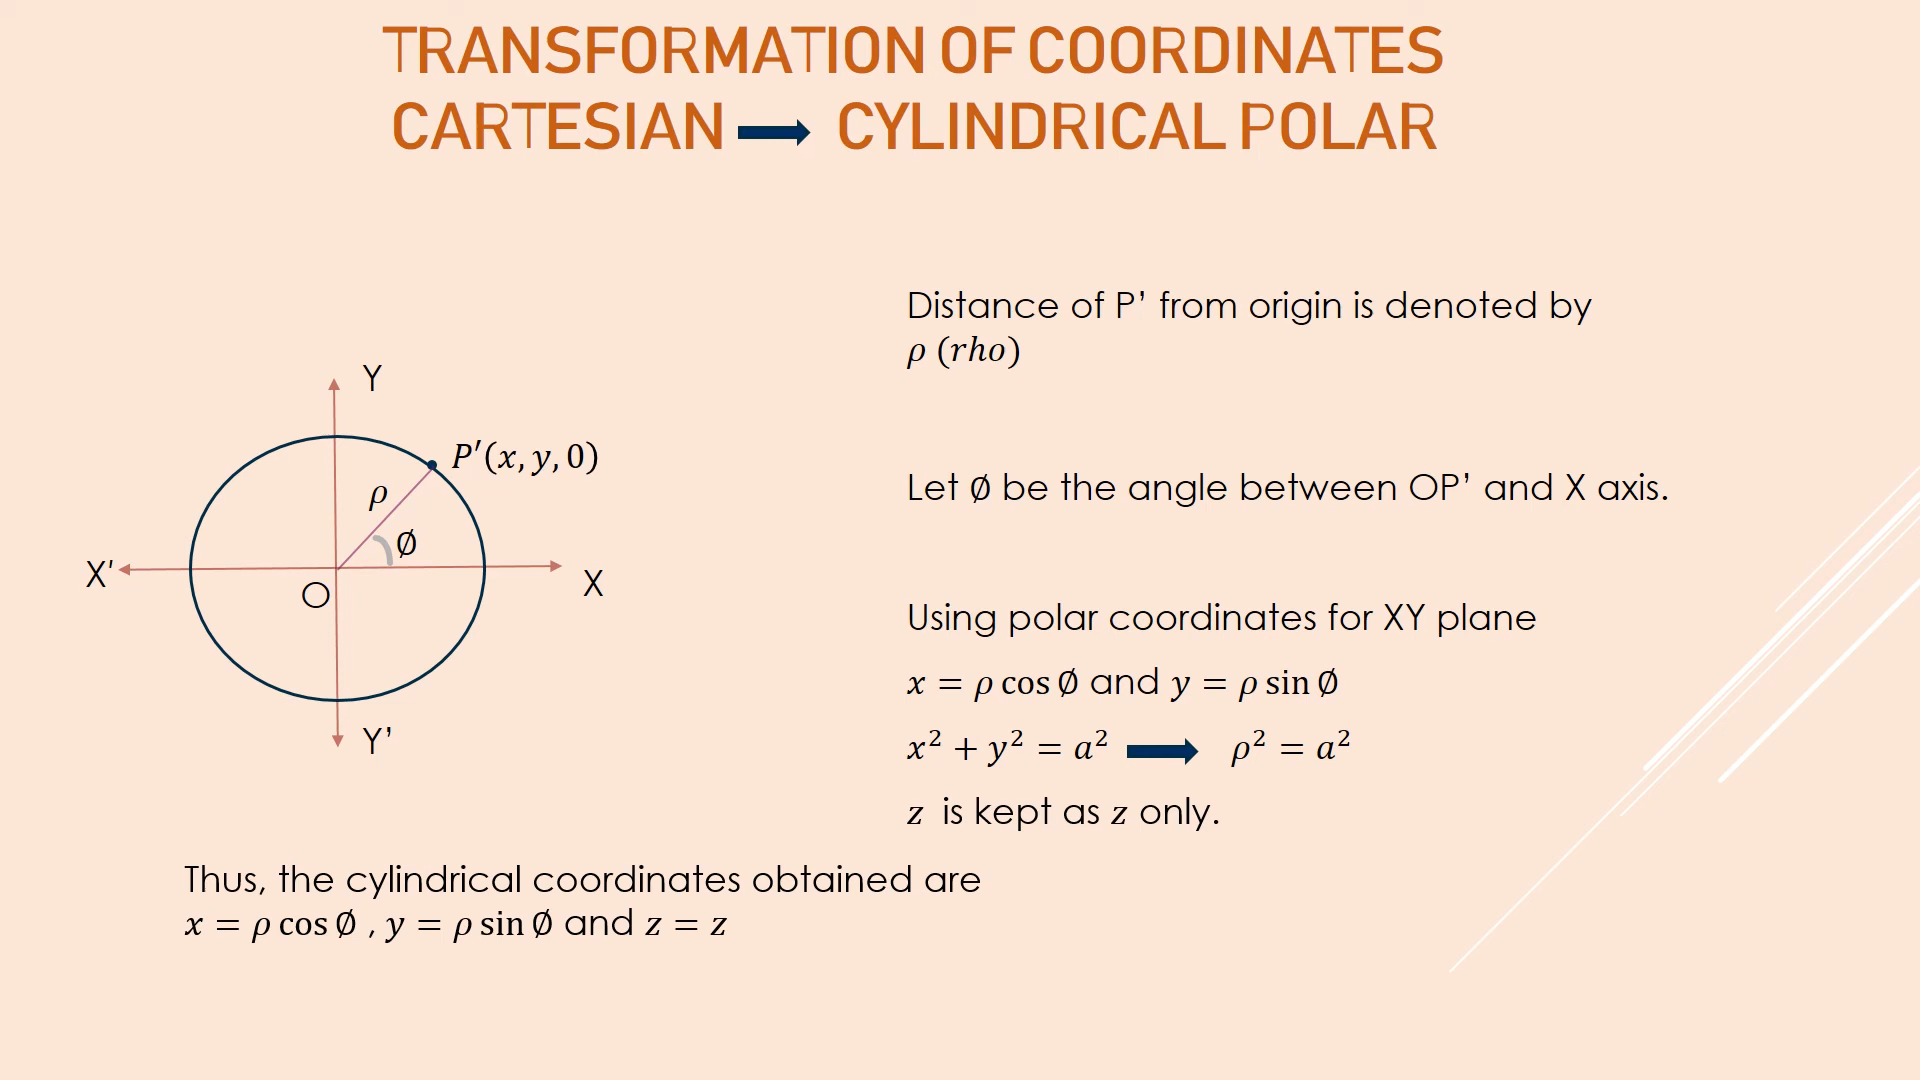 TRANSFORMATION OF COORDINATES
CARTESIAN CYLINDRICAL POLAR
Distance of P’ from origin is denoted by
ρ (rho)
Y
P′(x, y, 0)
ρ
∅
X'
O
X
Y’
Let ∅ be the angle between OP’ and X axis.
Using polar coordinates for XY plane
x = ρ cos ∅ and y = ρ sin ∅
x² + y² = a² ρ² = a²
z is kept as z only.
Thus, the cylindrical coordinates obtained are
x = ρ cos ∅ , y = ρ sin ∅ and z = z